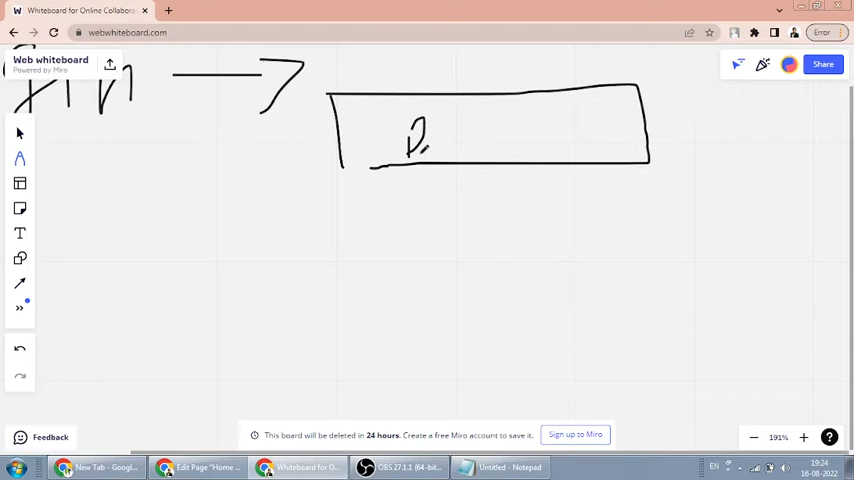 Whiteboard for Online Collabora
webwhiteboard.com
Error
Web whiteboard
Powered by Miro
Share
Feedback
This board will be deleted in 24 hours. Create a free Miro account to save it.
Sign up to Miro
191%
New Tab - Googl...
Edit Page "Home ...
Whiteboard for O...
OBS 27.1.1 (64-bit...
Untitled - Notepad
EN
19:24
16-08-2022